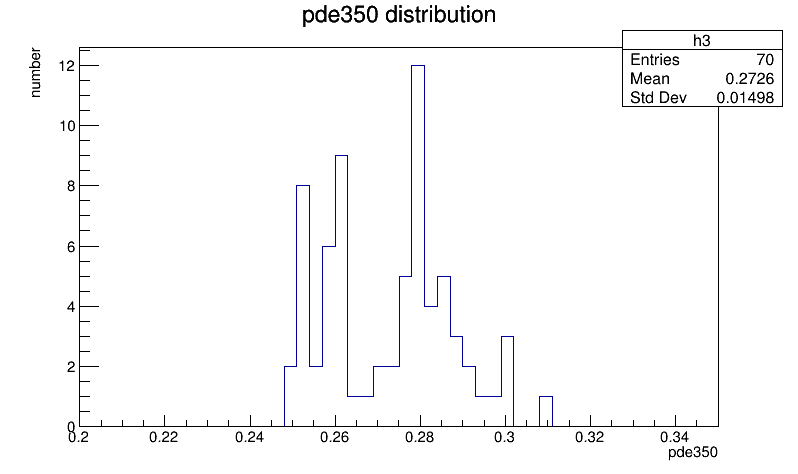 pde350 distribution
h3
Entries 70
Mean 0.2726
Std Dev 0.01498
number
12
10
8
6
4
2
0
0.2 0.22 0.24 0.26 0.28 0.3 0.32 0.34
pde350